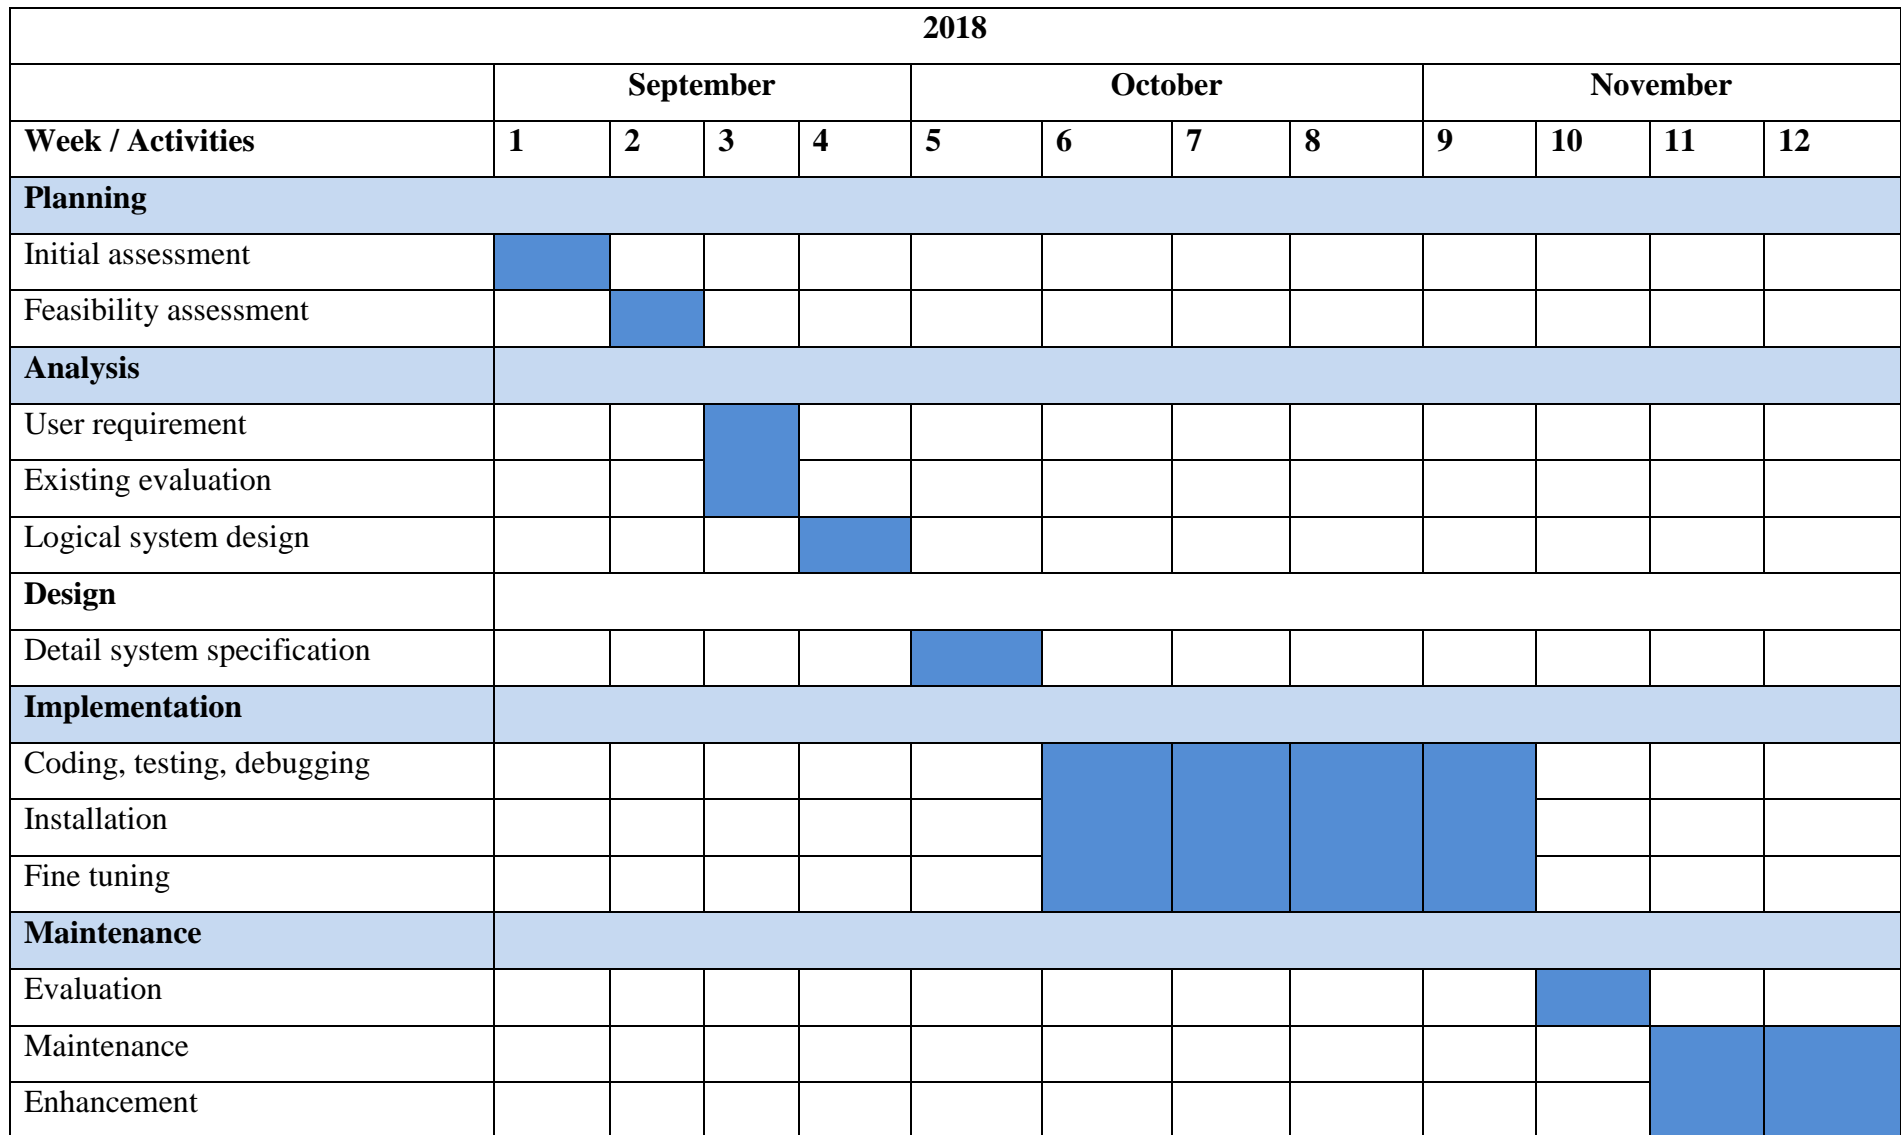 2018
September October November
Week / Activities 1 2 3 4 5 6 7 8 9 10 11 12
Planning
Initial assessment
Feasibility assessment
Analysis
User requirement
Existing evaluation
Logical system design
Design
Detail system specification
Implementation
Coding, testing, debugging
Installation
Fine tuning
Maintenance
Evaluation
Maintenance
Enhancement